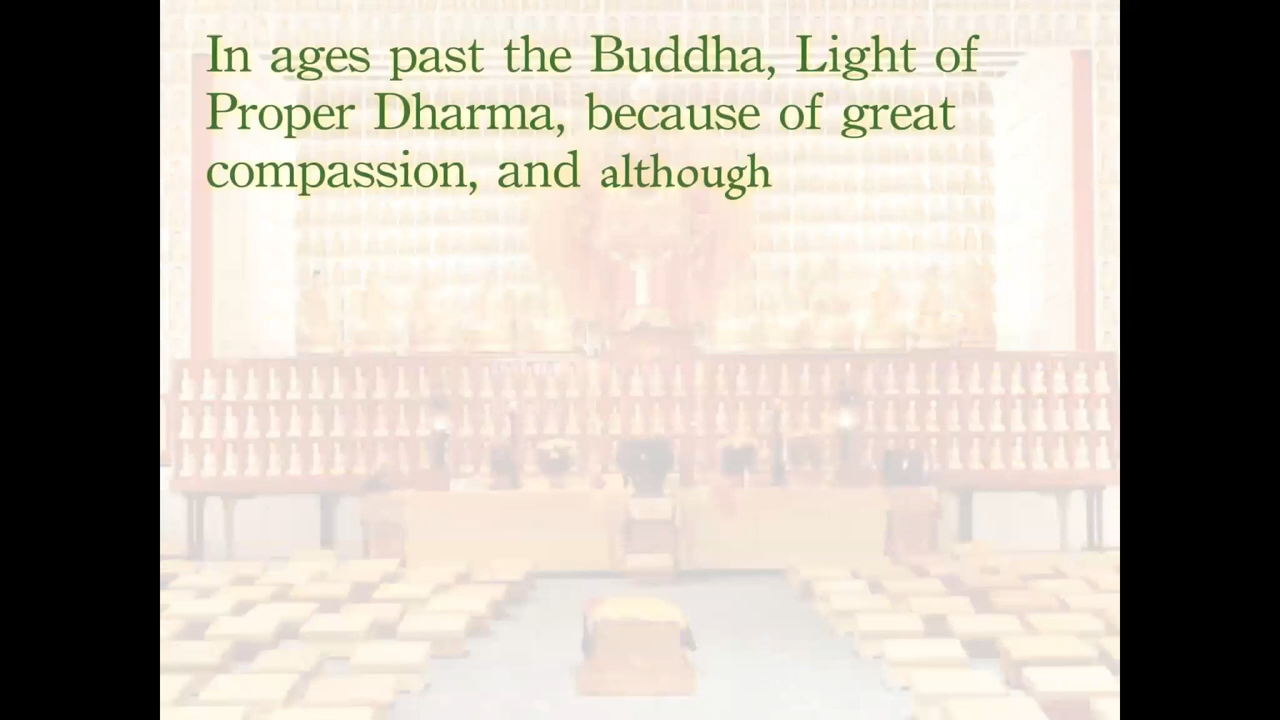 In ages past the Buddha, Light of
Proper Dharma, because of great
compassion, and although